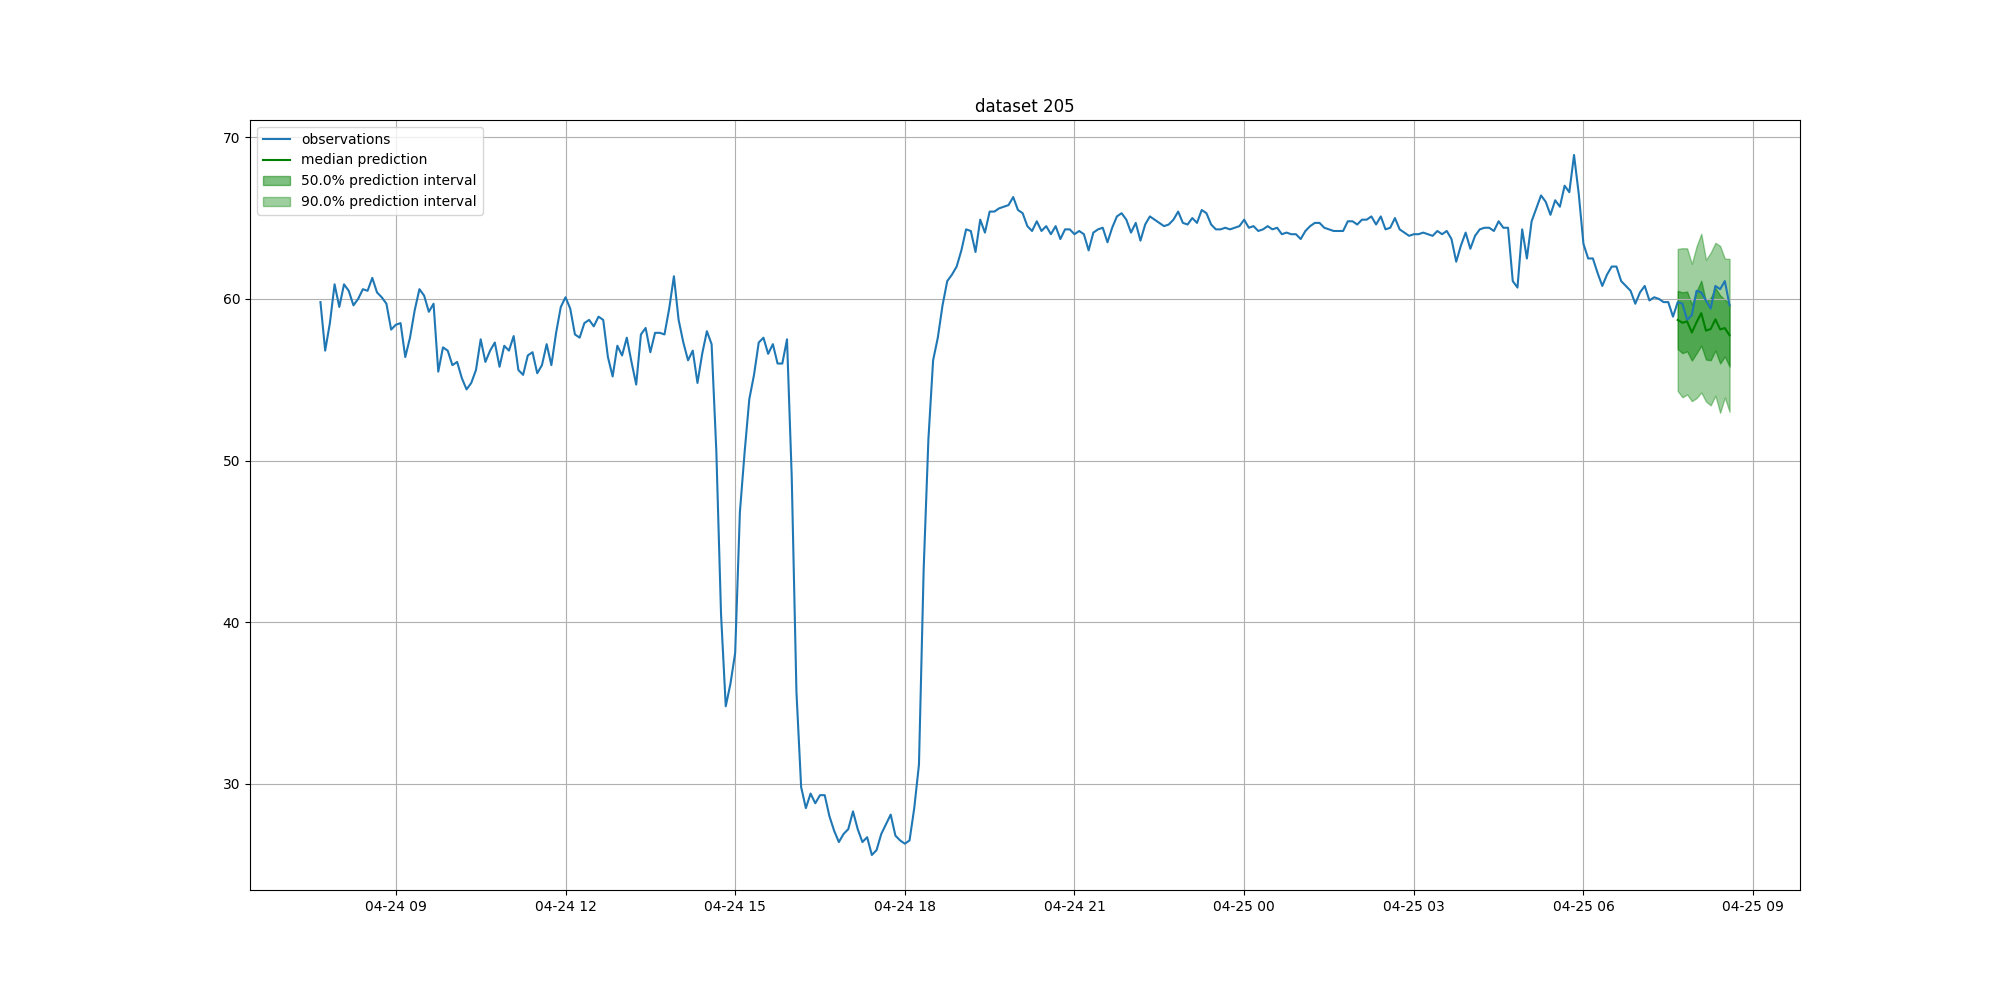 dataset 205
observations
median prediction
50.0% prediction interval
90.0% prediction interval
70
60
50
40
30
04-24 09
04-24 12
04-24 15
04-24 18
04-24 21
04-25 00
04-25 03
04-25 06
04-25 09